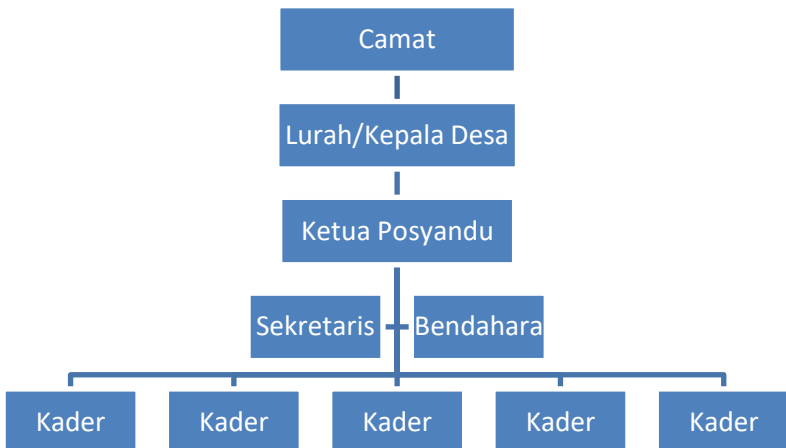 Camat
Lurah/Kepala Desa
Ketua Posyandu
Sekretaris
Bendahara
Kader
Kader
Kader
Kader
Kader